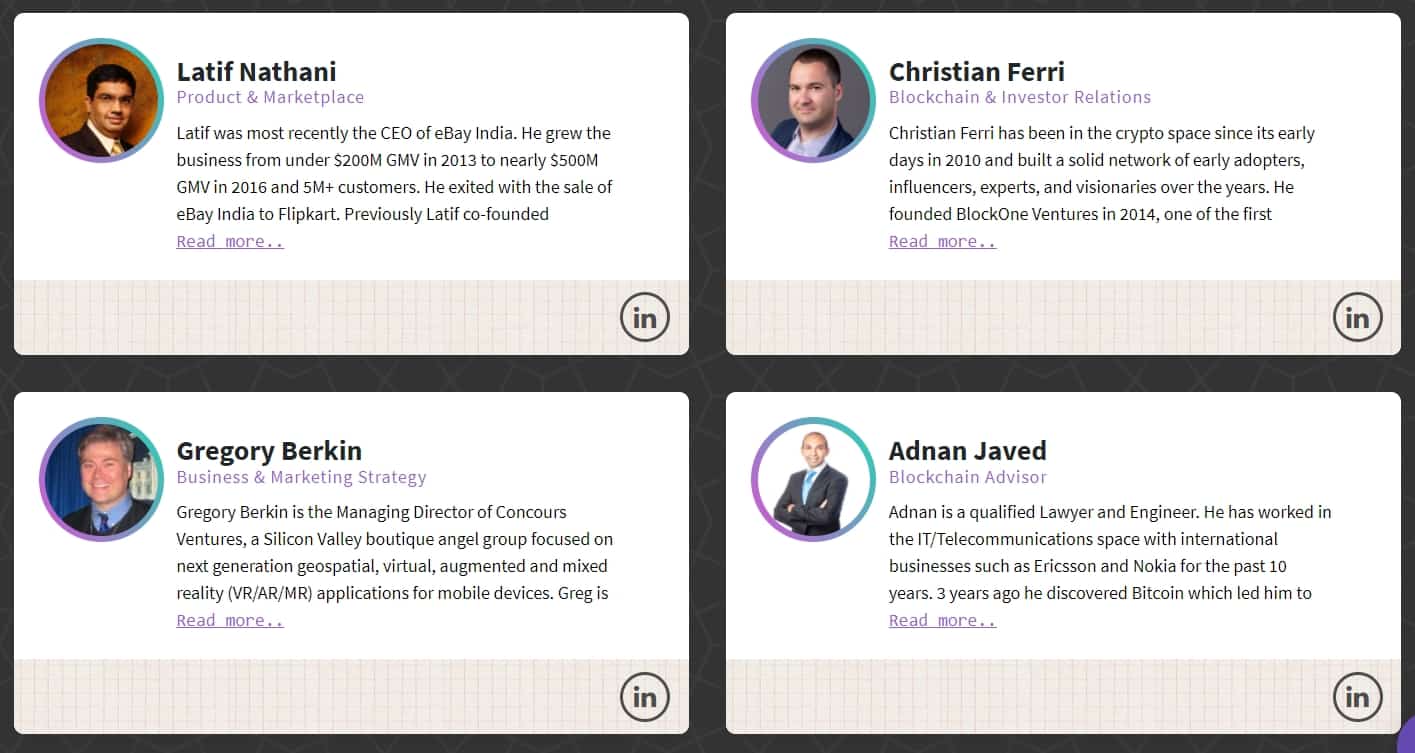 Latif Nathani
Product & Marketplace
Latif was most recently the CEO of eBay India. He grew the
business from under $200M GMV in 2013 to nearly $500M
GMV in 2016 and 5M+ customers. He exited with the sale of
eBay India to Flipkart. Previously Latif co-founded
Read more..
in
Christian Ferri
Blockchain & Investor Relations
Christian Ferri has been in the crypto space since its early
days in 2010 and built a solid network of early adopters,
influencers, experts, and visionaries over the years. He
founded BlockOne Ventures in 2014, one of the first
Read more..
in
Gregory Berkin
Business & Marketing Strategy
Gregory Berkin is the Managing Director of Concours
Ventures, a Silicon Valley boutique angel group focused on
next generation geospatial, virtual, augmented and mixed
reality (VR/AR/MR) applications for mobile devices. Greg is
Read more..
in
Adnan Javed
Blockchain Advisor
Adnan is a qualified Lawyer and Engineer. He has worked in
the IT/Telecommunications space with international
businesses such as Ericsson and Nokia for the past 10
years. 3 years ago he discovered Bitcoin which led him to
Read more..
in